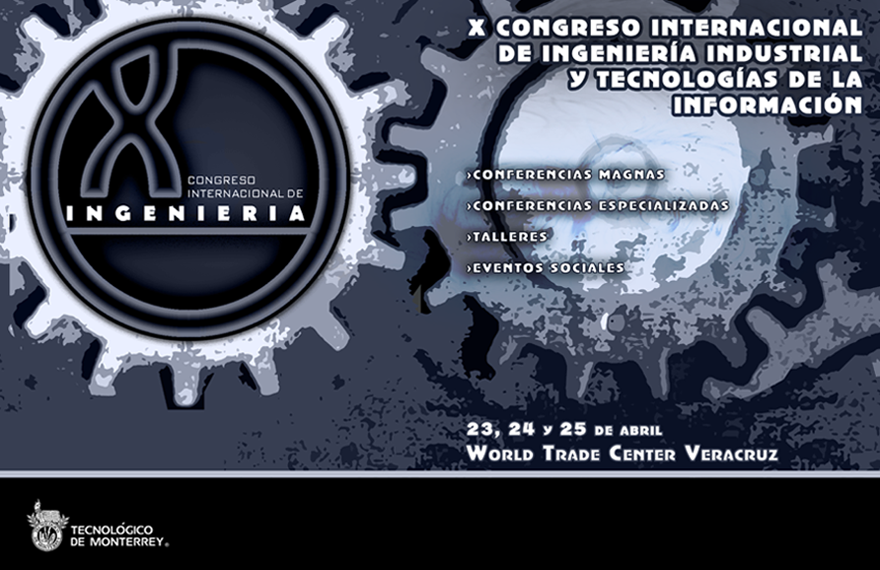 X CONGRESO INTERNACIONAL
DE INGENIERÍA INDUSTRIAL
Y TECNOLOGÍAS DE LA
INFORMACIÓN
X
CONGRESO
INTERNACIONAL DE
INGENIERIA
›CONFERENCIAS MAGNAS
›CONFERENCIAS ESPECIALIZADAS
›TALLERES
›EVENTOS SOCIALES
23, 24 Y 25 DE ABRIL
WORLD TRADE CENTER VERACRUZ
TECNOLÓGICO
DE MONTERREY®